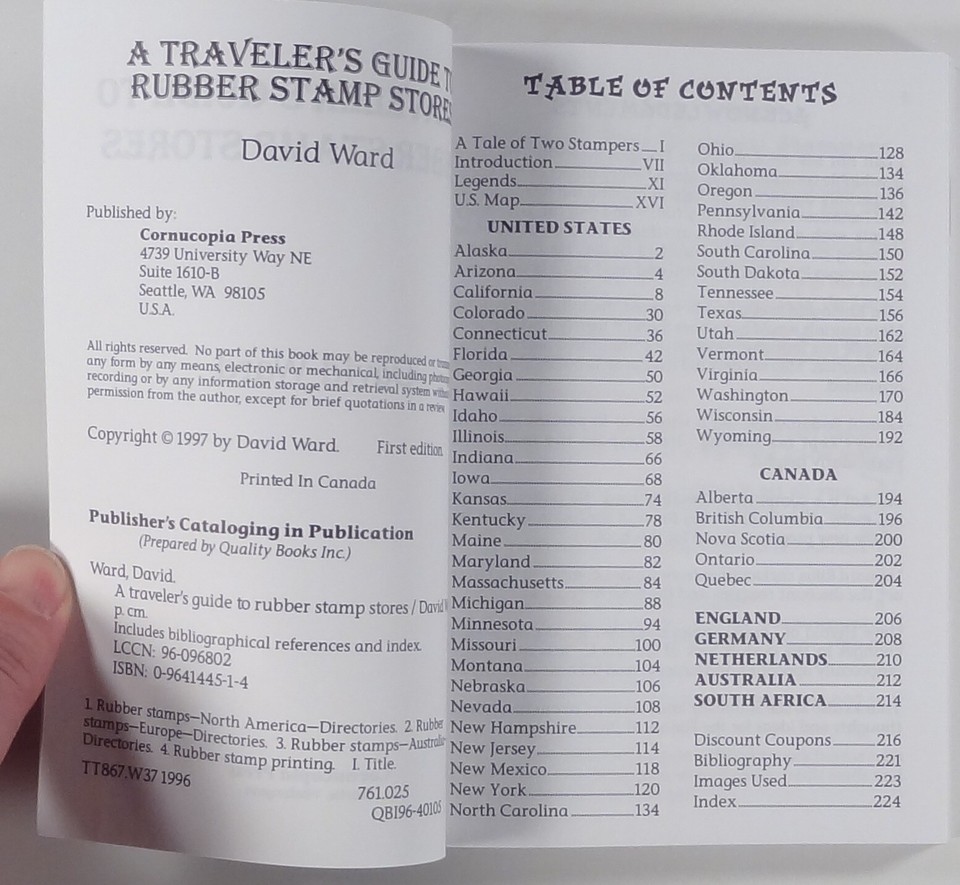 A TRAVELER'S GUIDE TO
RUBBER STAMP STORES
David Ward
Published by:
Cornucopia Press
4739 University Way NE
Suite 1610-B
Seattle, WA 98105
U.S.A.
All rights reserved. No part of this book may be reproduced or
any form by any means, electronic or mechanical, including
recording or by any information storage and retrieval system
permission from the author, except for brief quotations in a review
Copyright © 1997 by David Ward. First edition
Printed In Canada
Publisher's Cataloging in Publication
(Prepared by Quality Books Inc.)
Ward, David.
A traveler's guide to rubber stamp stores / David
p. cm.
Includes bibliographical references and index.
LCCN: 96-096802
ISBN: 0-9641445-1-4
1. Rubber stamps—North America—Directories. 2. Rubber
stamps—Europe—Directories. 3. Rubber stamps—Australia—
Directories. 4. Rubber stamp printing. I. Title.
TT867.W37 1996
761.025
QBI96-40105
TABLE OF CONTENTS
A Tale of Two Stampers I
Introduction VII
Legends XI
U.S. Map XVI
UNITED STATES
Alaska 2
Arizona 4
California 8
Colorado 30
Connecticut 36
Florida 42
Georgia 50
Hawaii 52
Idaho 56
Illinois 58
Indiana 66
Iowa 68
Kansas 74
Kentucky 78
Maine 80
Maryland 82
Massachusetts 84
Michigan 88
Minnesota 94
Missouri 100
Montana 104
Nebraska 106
Nevada 108
New Hampshire 112
New Jersey 114
New Mexico 118
New York 120
North Carolina 134
Ohio 128
Oklahoma 134
Oregon 136
Pennsylvania 142
Rhode Island 148
South Carolina 150
South Dakota 152
Tennessee 154
Texas 156
Utah 162
Vermont 164
Virginia 166
Washington 170
Wisconsin 184
Wyoming 192
CANADA
Alberta 194
British Columbia 196
Nova Scotia 200
Ontario 202
Quebec 204
ENGLAND 206
GERMANY 208
NETHERLANDS 210
AUSTRALIA 212
SOUTH AFRICA 214
Discount Coupons 216
Bibliography 221
Images Used 223
Index 224